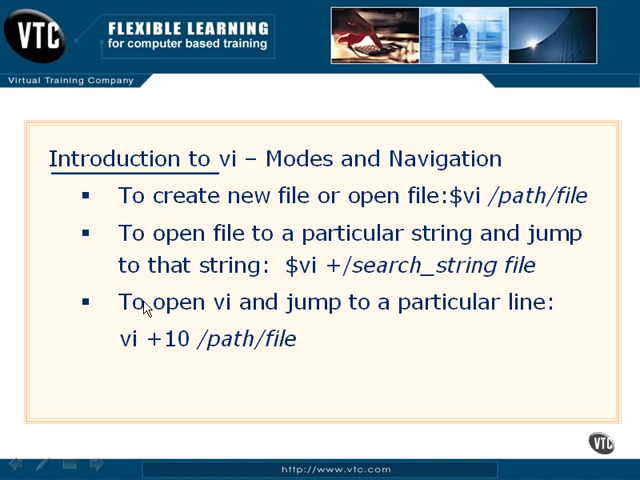 VTC
FLEXIBLE LEARNING
for computer based training
Virtual Training Company
Introduction to vi – Modes and Navigation
▪ To create new file or open file:$vi /path/file
▪ To open file to a particular string and jump
to that string: $vi +/search_string file
▪ To open vi and jump to a particular line:
vi +10 /path/file
VTC
http://www.vtc.com